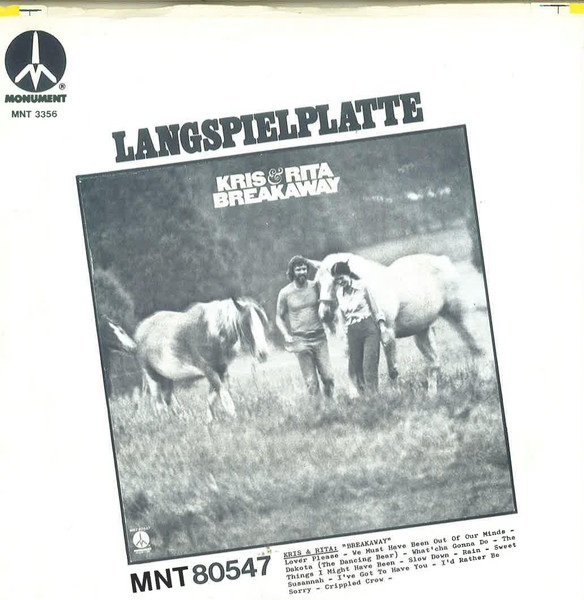 MONUMENT®
MNT 3356
LANGSPIELPLATTE
KRIS & RITA
BREAKAWAY
MNT 80547
KRIS & RITA: "BREAKAWAY"
Lover Please - We Must Have Been Out Of Our Minds -
Dakota (The Dancing Bear) - What'cha Gonna Do - The
Things I Might Have Been - Slow Down - Rain - Sweet
Susannah - I've Got To Have You - I'd Rather Be
Sorry - Crippled Crow -